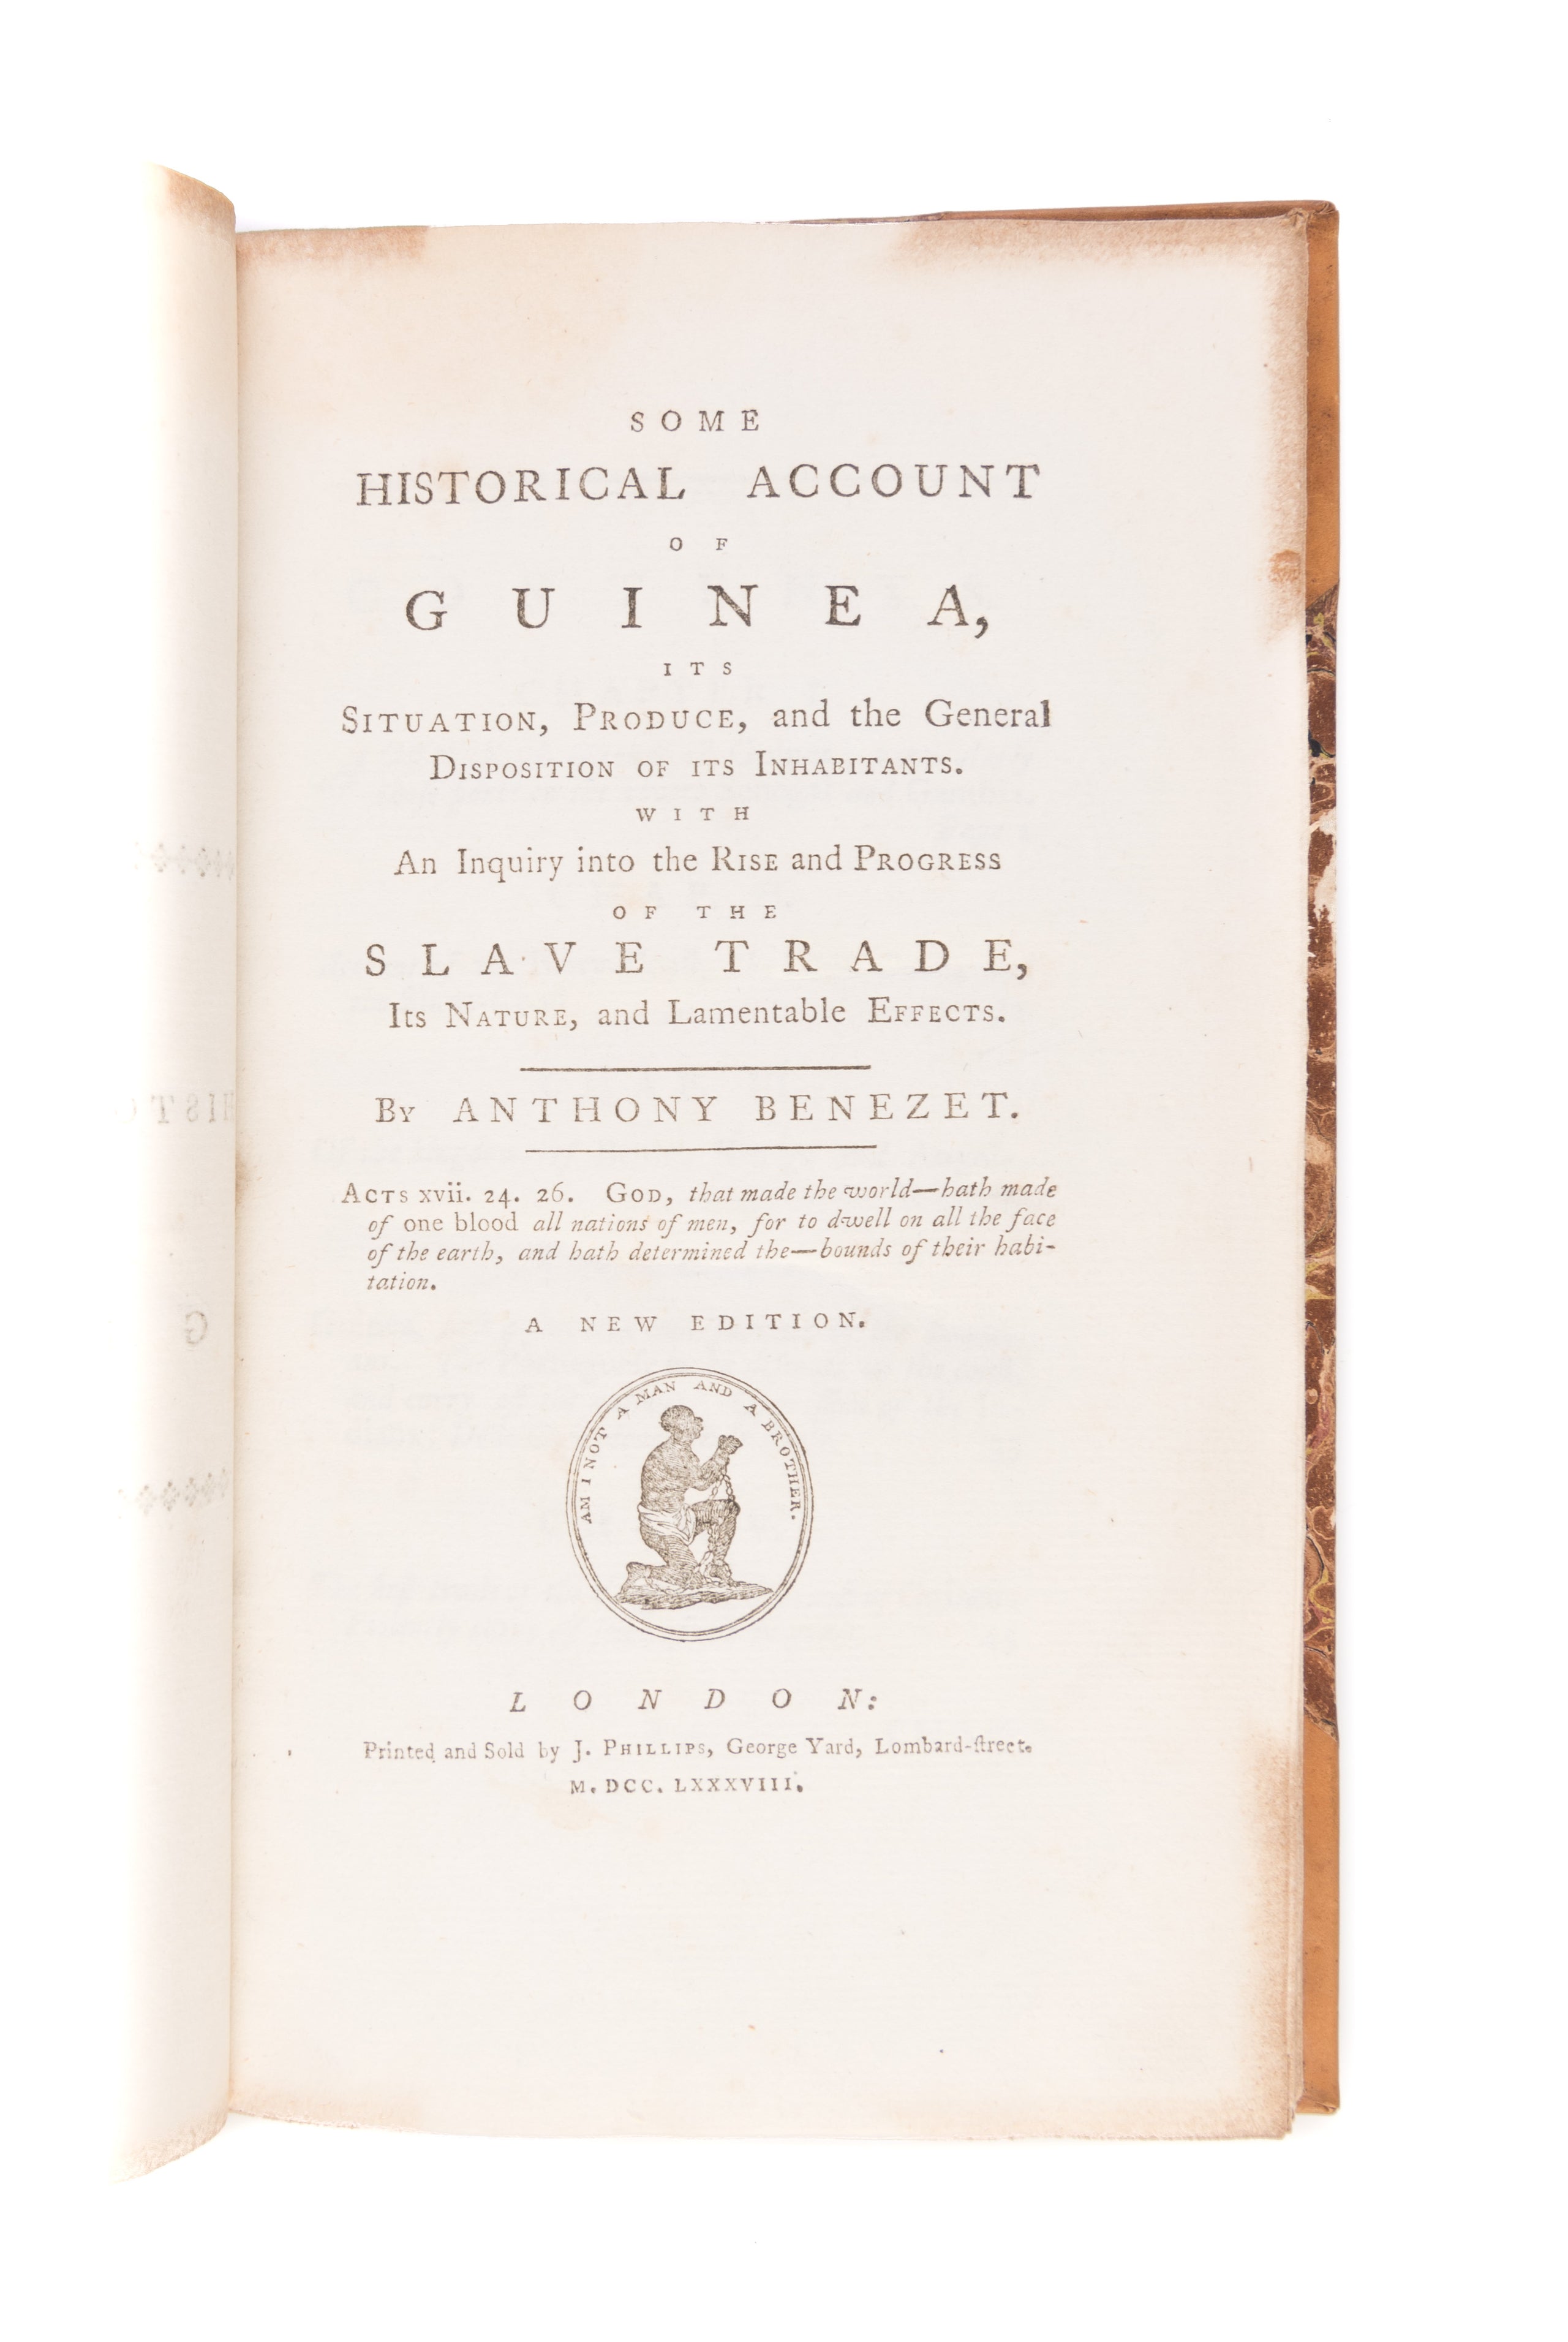 SOME
HISTORICAL ACCOUNT
OF
GUINEA,
ITS
SITUATION, PRODUCE, and the General
DISPOSITION OF ITS INHABITANTS.
WITH
An Inquiry into the RISE and PROGRESS
OF THE
SLAVE TRADE,
Its NATURE, and Lamentable EFFECTS.
By ANTHONY BENEZET.
ACTS xvii. 24. 26. GOD, that made the world—hath made
of one blood all nations of men, for to dwell on all the face
of the earth, and hath determined the—bounds of their habi-
tation.
A NEW EDITION.
AM I NOT A MAN AND A BROTHER.
LONDON:
Printed and Sold by J. PHILLIPS, George Yard, Lombard-ſtreet.
M. DCC. LXXXVIII.